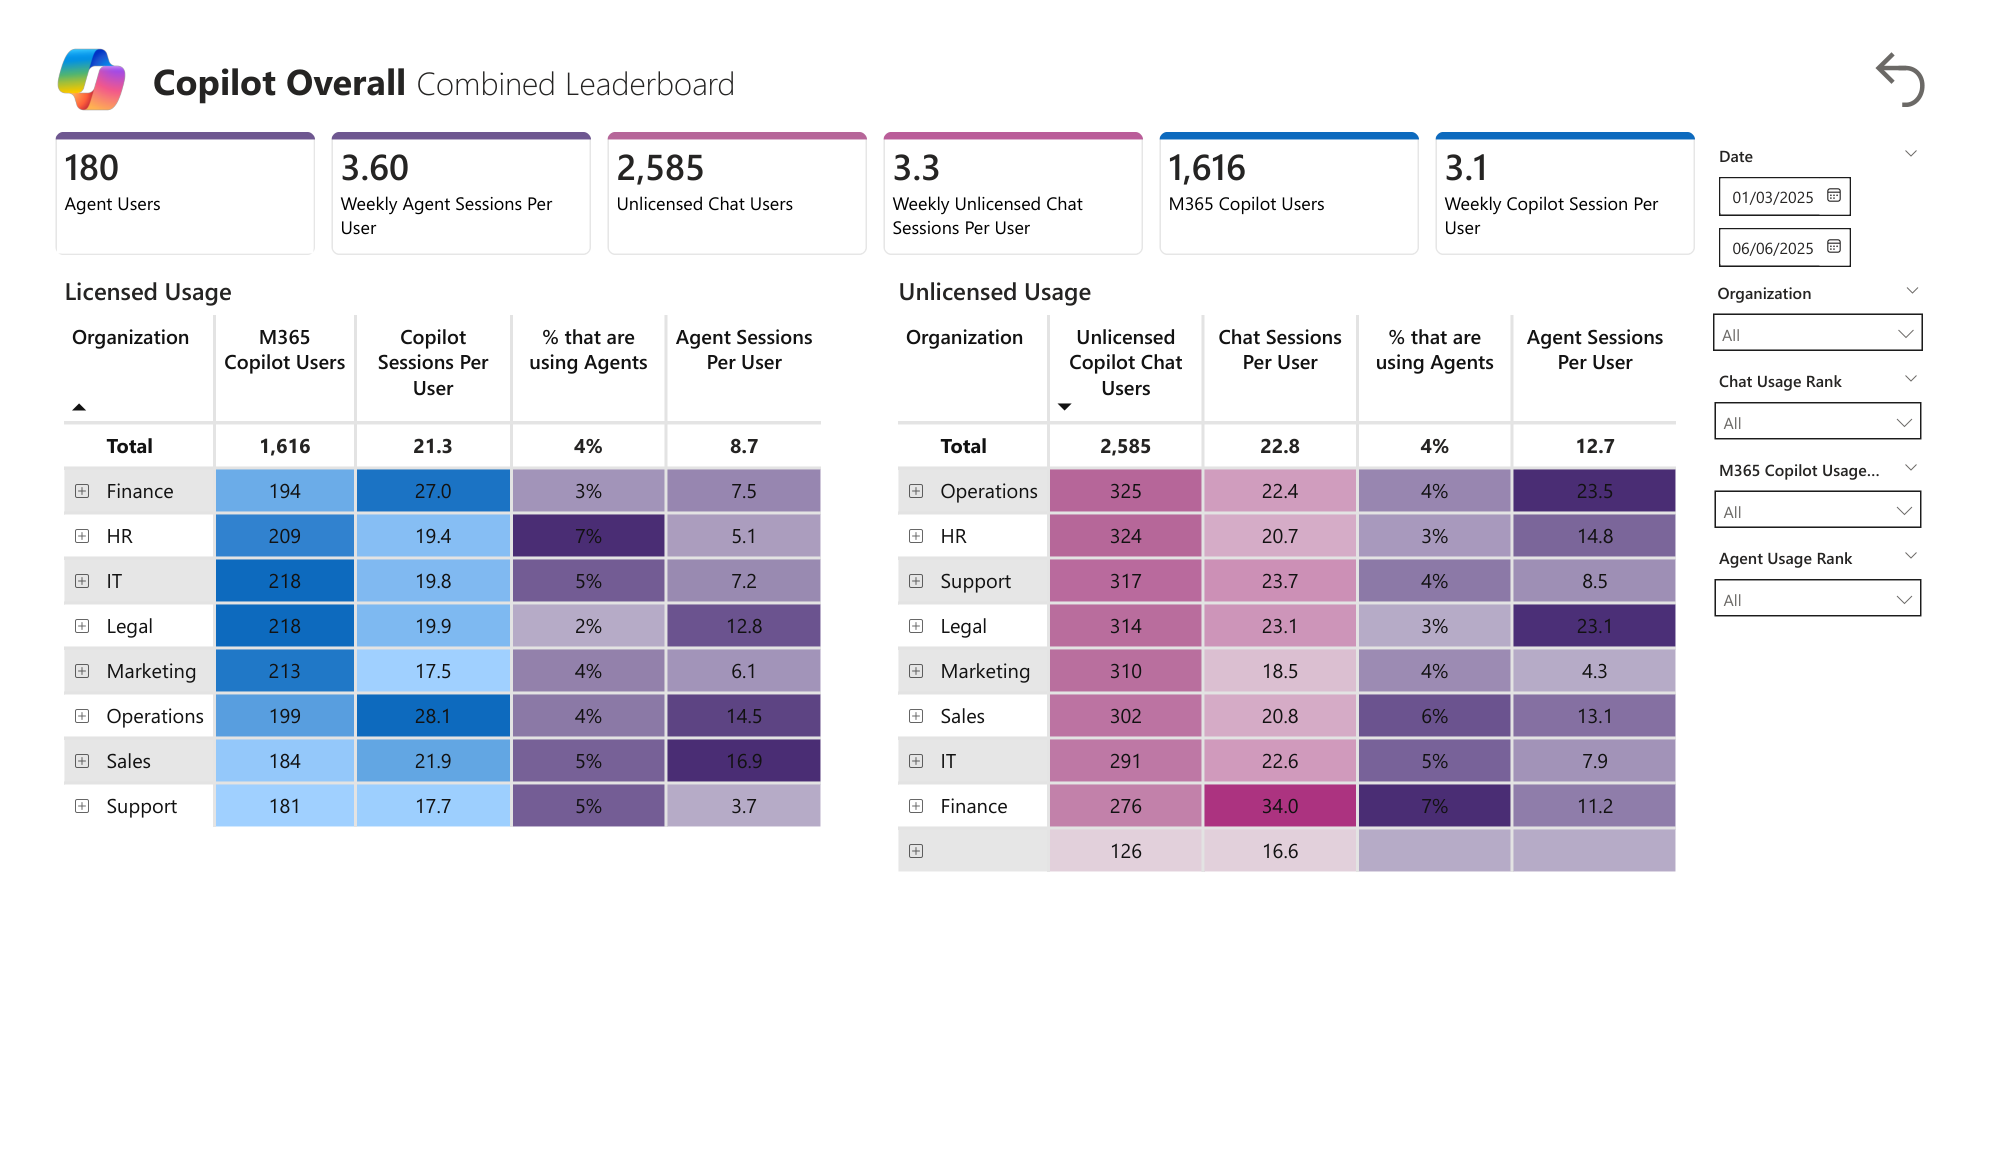 Copilot Overall Combined Leaderboard
180
Agent Users
3.60
Weekly Agent Sessions Per
User
2,585
Unlicensed Chat Users
3.3
Weekly Unlicensed Chat
Sessions Per User
1,616
M365 Copilot Users
3.1
Weekly Copilot Session Per
User
Date
01/03/2025
06/06/2025
Organization
All
Chat Usage Rank
All
M365 Copilot Usage...
All
Agent Usage Rank
All
Licensed Usage
Organization
M365
Copilot Users
Copilot
Sessions Per
User
% that are
using Agents
Agent Sessions
Per User
Total 1,616 21.3 4% 8.7
Finance 194 27.0 3% 7.5
HR 209 19.4 7% 5.1
IT 218 19.8 5% 7.2
Legal 218 19.9 2% 12.8
Marketing 213 17.5 4% 6.1
Operations 199 28.1 4% 14.5
Sales 184 21.9 5% 16.9
Support 181 17.7 5% 3.7
Unlicensed Usage
Organization
Unlicensed
Copilot Chat
Users
Chat Sessions
Per User
% that are
using Agents
Agent Sessions
Per User
Total 2,585 22.8 4% 12.7
Operations 325 22.4 4% 23.5
HR 324 20.7 3% 14.8
Support 317 23.7 4% 8.5
Legal 314 23.1 3% 23.1
Marketing 310 18.5 4% 4.3
Sales 302 20.8 6% 13.1
IT 291 22.6 5% 7.9
Finance 276 34.0 7% 11.2
126 16.6